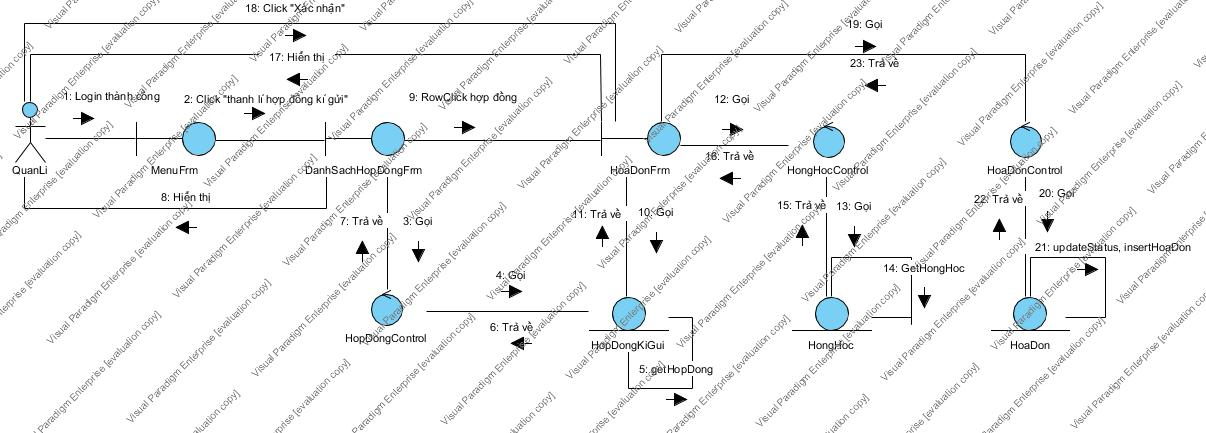 18: Click "Xác nhận"
19: Gọi
17: Hiển thị
23: Trả về
1: Login thành công
2: Click "thanh lí hợp đồng kí gửi"
9: RowClick hợp đồng
12: Gọi
16: Trả về
QuanLi
MenuFrm
DanhSachHopDongFrm
HoaDonFrm
HongHocControl
HoaDonControl
8: Hiển thị
7: Trả về
3: Gọi
11: Trả về
10: Gọi
15: Trả về
13: Gọi
22: Trả về
20: Gọi
21: updateStatus, insertHoaDon
14: GetHongHoc
4: Gọi
6: Trả về
HopDongControl
HopDongKiGui
HongHoc
HoaDon
5: getHopDong
Visual Paradigm Enterprise [evaluation copy]